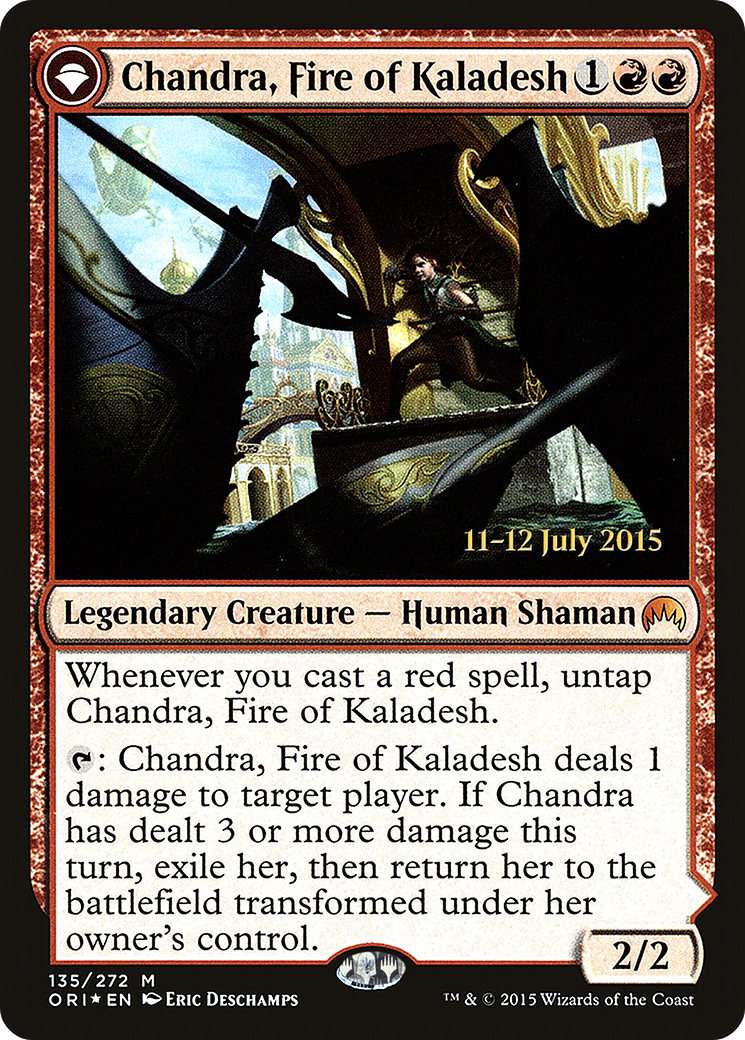 Chandra, Fire of Kaladesh 1
11–12 July 2015
Legendary Creature — Human Shaman
Whenever you cast a red spell, untap
Chandra, Fire of Kaladesh.
: Chandra, Fire of Kaladesh deals 1
damage to target player. If Chandra
has dealt 3 or more damage this
turn, exile her, then return her to the
battlefield transformed under her
owner's control.
2/2
135/272 M
ORI★EN Eric Deschamps
™ & © 2015 Wizards of the Coast